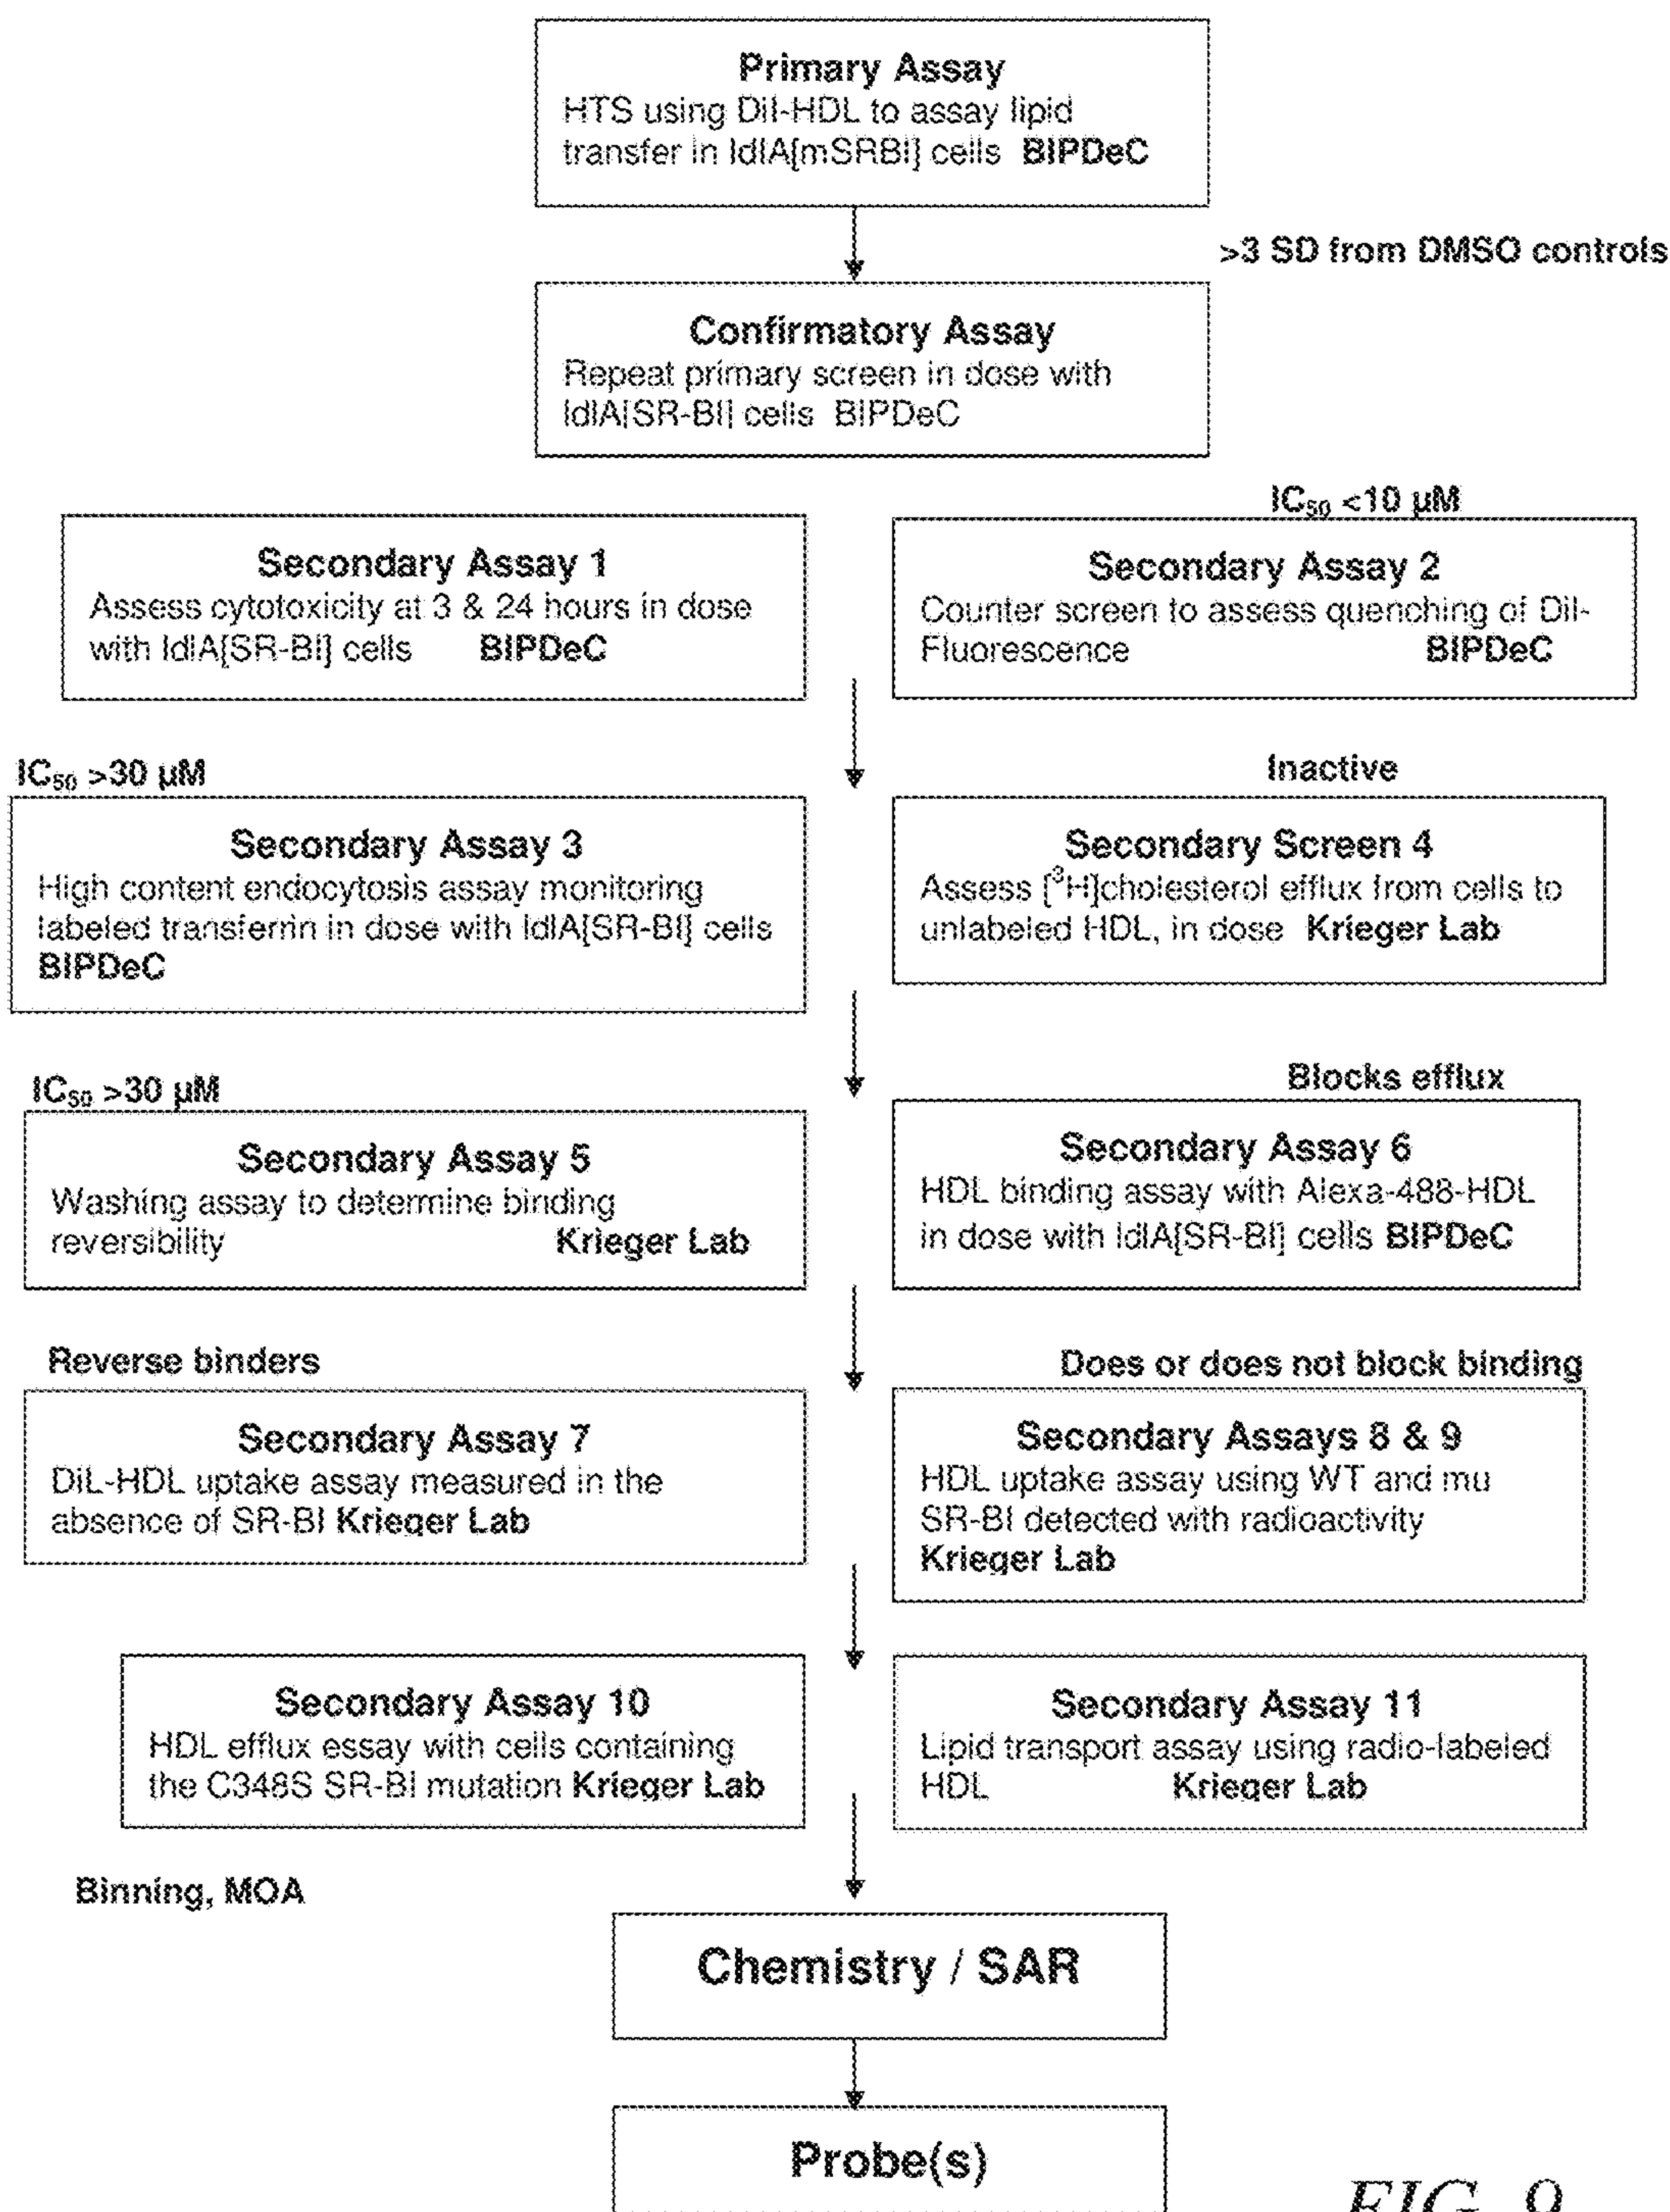 Primary Assay
HTS using DiI-HDL to assay lipid
transfer in ldlA[mSRBI] cells BIPDeC
>3 SD from DMSO controls
Confirmatory Assay
Repeat primary screen in dose with
ldlA[SR-BI] cells BIPDeC
IC50 <10 µM
Secondary Assay 1
Assess cytotoxicity at 3 & 24 hours in dose
with ldlA[SR-BI] cells BIPDeC
Secondary Assay 2
Counter screen to assess quenching of DiI-
Fluorescence BIPDeC
IC50 >30 µM
Inactive
Secondary Assay 3
High content endocytosis assay monitoring
labeled transferrin in dose with ldlA[SR-BI] cells
BIPDeC
Secondary Screen 4
Assess [³H]cholesterol efflux from cells to
unlabeled HDL, in dose Krieger Lab
IC50 >30 µM
Blocks efflux
Secondary Assay 5
Washing assay to determine binding
reversibility Krieger Lab
Secondary Assay 6
HDL binding assay with Alexa-488-HDL
in dose with ldlA[SR-BI] cells BIPDeC
Reverse binders
Does or does not block binding
Secondary Assay 7
DiL-HDL uptake assay measured in the
absence of SR-BI Krieger Lab
Secondary Assays 8 & 9
HDL uptake assay using WT and mu
SR-BI detected with radioactivity
Krieger Lab
Secondary Assay 10
HDL efflux essay with cells containing
the C348S SR-BI mutation Krieger Lab
Secondary Assay 11
Lipid transport assay using radio-labeled
HDL Krieger Lab
Binning, MOA
Chemistry / SAR
Probe(s)
FIG. 9